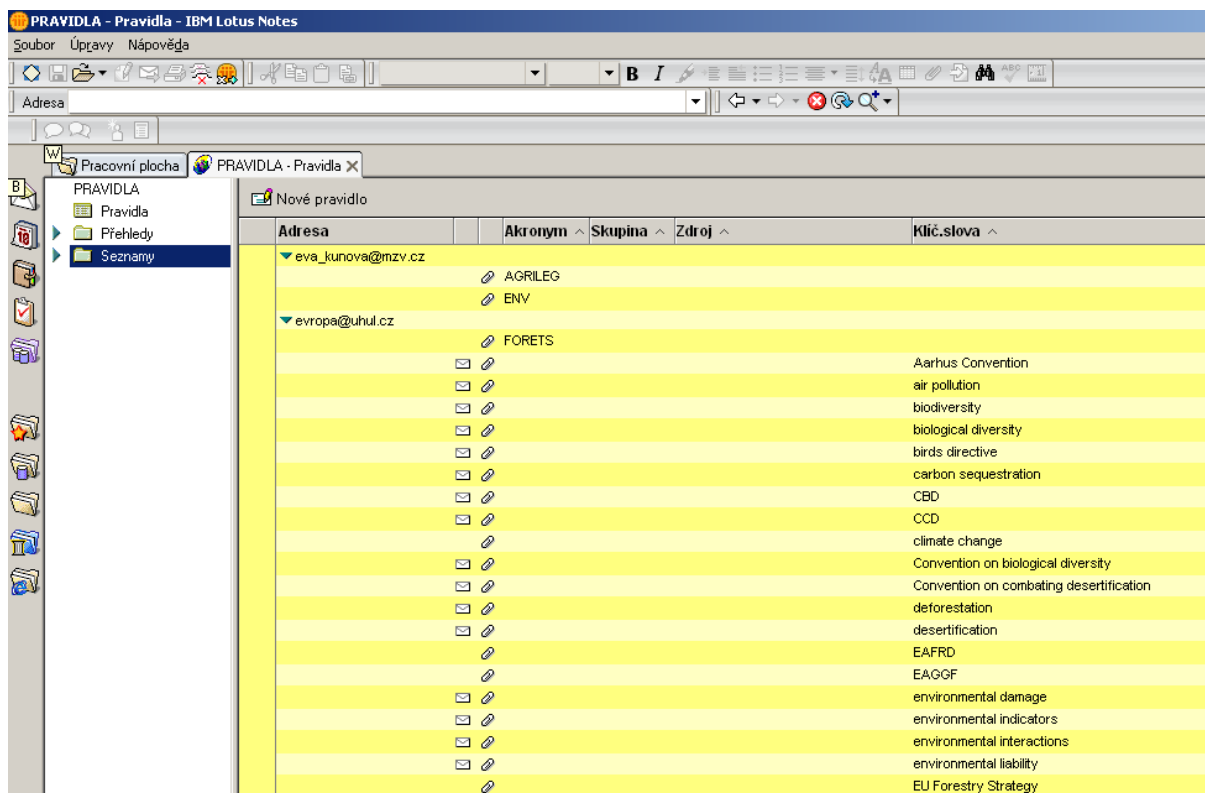 PRAVIDLA - Pravidla - IBM Lotus Notes
Soubor Úpravy Nápověda
B I
Adresa
W
Pracovní plocha PRAVIDLA - Pravidla
B
PRAVIDLA
Pravidla
Přehledy
Seznamy
Nové pravidlo
Adresa Akronym Skupina Zdroj Klíč.slova
eva_kunova@mzv.cz
AGRILEG
ENV
evropa@uhul.cz
FORETS
Aarhus Convention
air pollution
biodiversity
biological diversity
birds directive
carbon sequestration
CBD
CCD
climate change
Convention on biological diversity
Convention on combating desertification
deforestation
desertification
EAFRD
EAGGF
environmental damage
environmental indicators
environmental interactions
environmental liability
EU Forestry Strategy